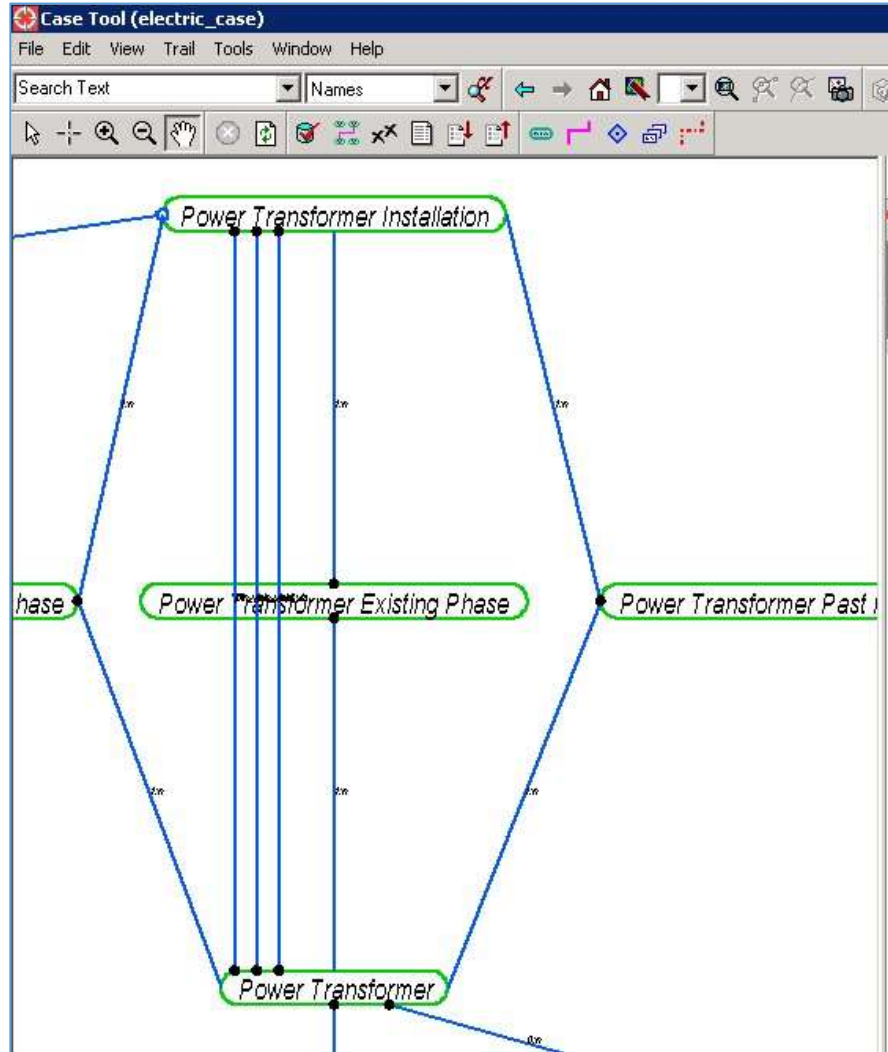 Case Tool (electric_case)
File Edit View Trail Tools Window Help
Search Text Names
Power Transformer Installation
hase Power Transformer Existing Phase Power Transformer Past
Power Transformer